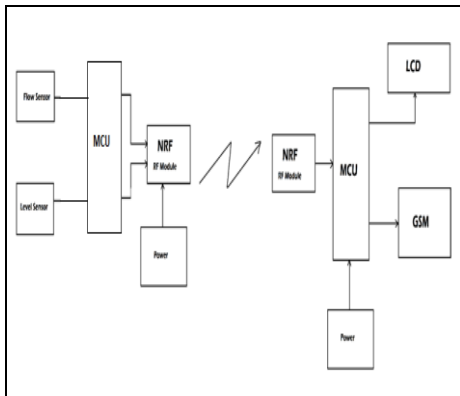 Flow Sensor
Level Sensor
MCU
NRF
RF Module
Power
NRF
RF Module
MCU
LCD
GSM
Power